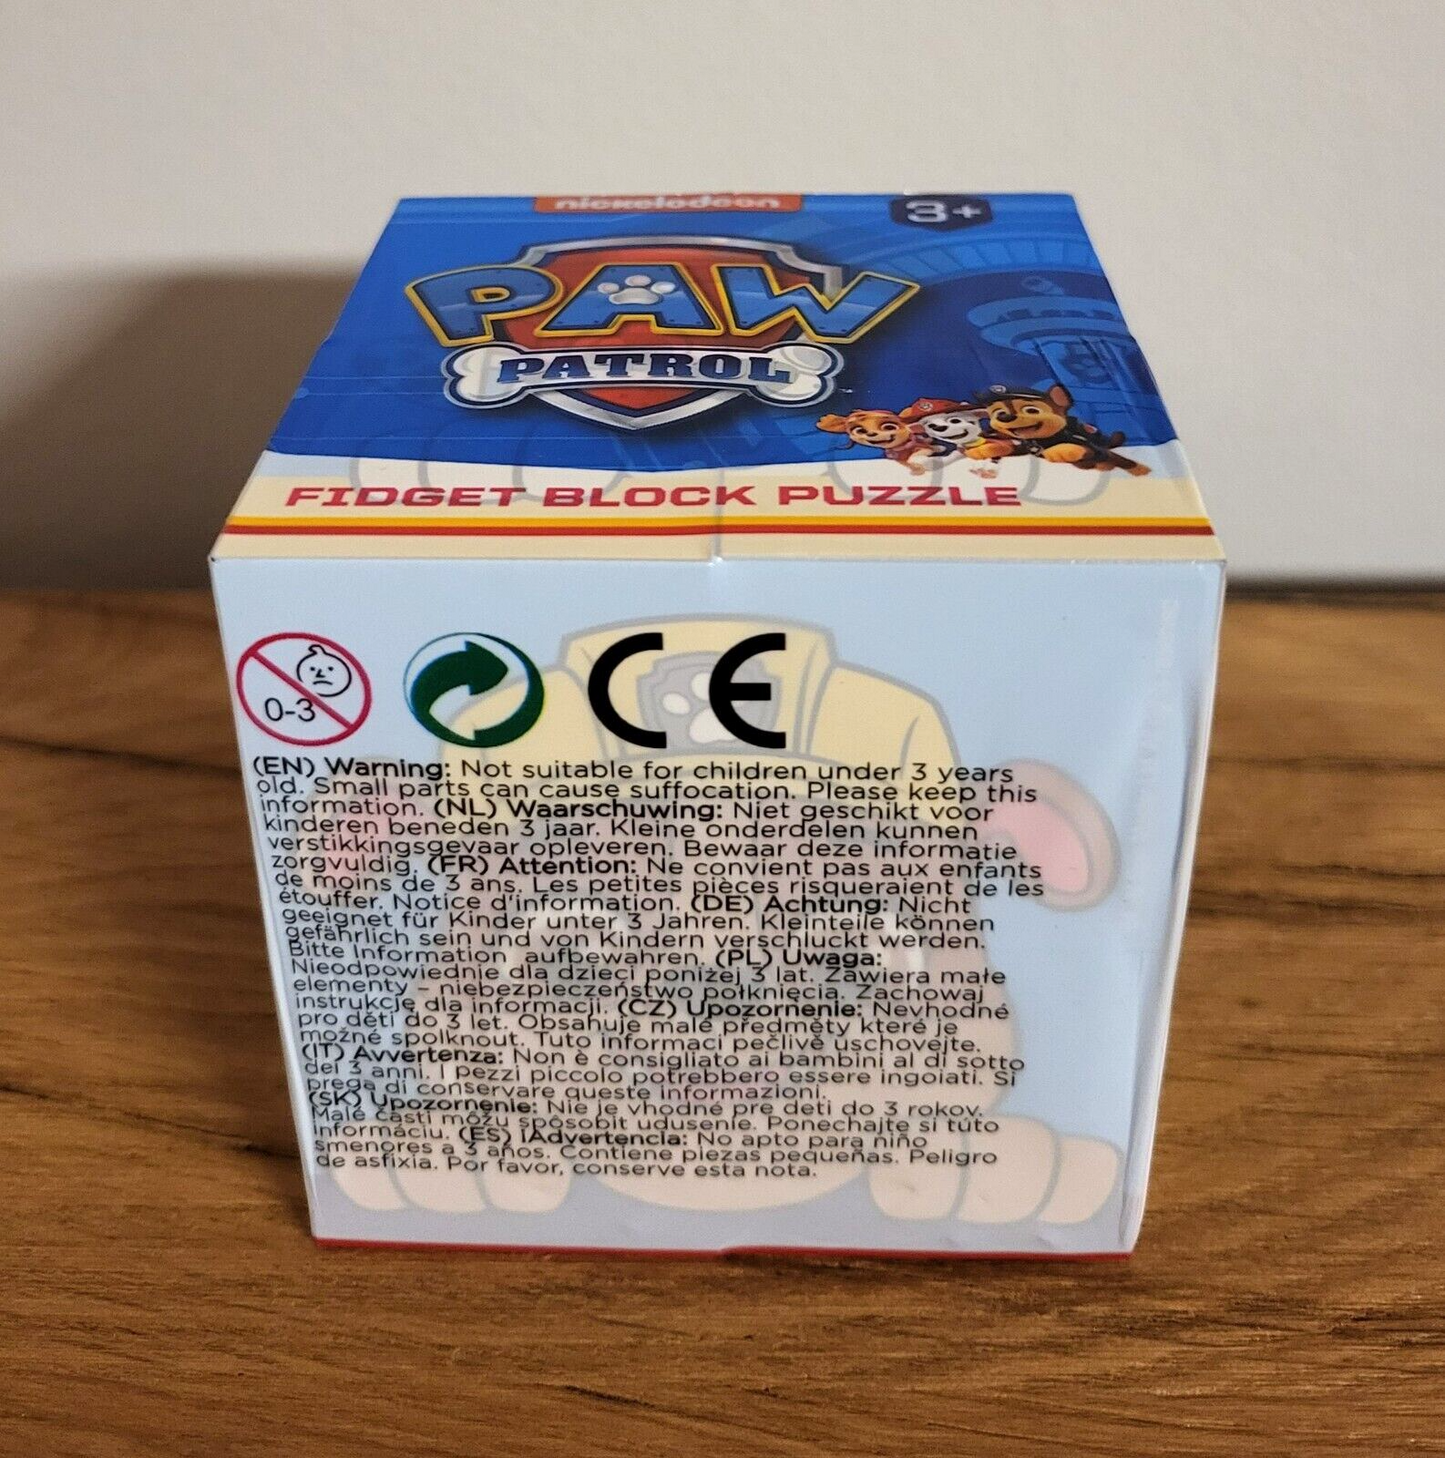 nickelodeon
3+
PAW
PATROL
FIDGET BLOCK PUZZLE
0-3
CE
(EN) Warning: Not suitable for children under 3 years
old. Small parts can cause suffocation. Please keep this
information. (NL) Waarschuwing: Niet geschikt voor
kinderen beneden 3 jaar. Kleine onderdelen kunnen
verstikkingsgevaar opleveren. Bewaar deze informatie
zorgvuldig. (FR) Attention: Ne convient pas aux enfants
de moins de 3 ans. Les petites pièces risqueraient de les
étouffer. Notice d'information. (DE) Achtung: Nicht
geeignet für Kinder unter 3 Jahren. Kleinteile können
gefährlich sein und von Kindern verschluckt werden.
Bitte Information aufbewahren. (PL) Uwaga:
Nieodpowiednie dla dzieci poniżej 3 lat. Zawiera małe
elementy – niebezpieczeństwo połknięcia. Zachowaj
instrukcję dla informacji. (CZ) Upozornenie: Nevhodné
pro děti do 3 let. Obsahuje malé předměty které je
možné spolknout. Tuto informaci pečlivě uschovejte.
(IT) Avvertenza: Non è consigliato ai bambini al di sotto
dei 3 anni. I pezzi piccolo potrebbero essere ingoiati. Si
prega di conservare queste informazioni.
(SK) Upozornenie: Nie je vhodné pre deti do 3 rokov.
Malé časti môžu spôsobit udusenie. Ponechajte si túto
informáciu. (ES) ¡Advertencia: No apto para niño
smenores a 3 años. Contiene piezas pequeñas. Peligro
de asfixia. Por favor, conserve esta nota.